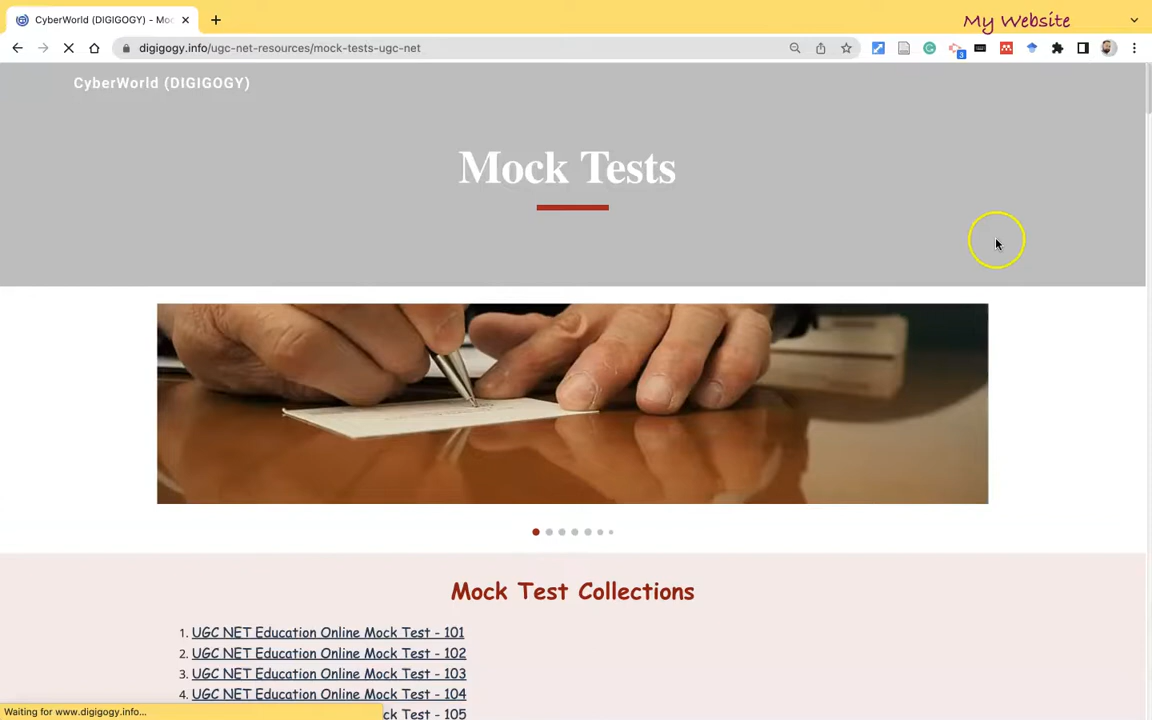 CyberWorld (DIGIGOGY) - Moc
My Website
digigogy.info/ugc-net-resources/mock-tests-ugc-net
3
CyberWorld (DIGIGOGY)
Mock Tests
Mock Test Collections
1. UGC NET Education Online Mock Test - 101
2. UGC NET Education Online Mock Test - 102
3. UGC NET Education Online Mock Test - 103
4. UGC NET Education Online Mock Test - 104
ck Test - 105
Waiting for www.digigogy.info...